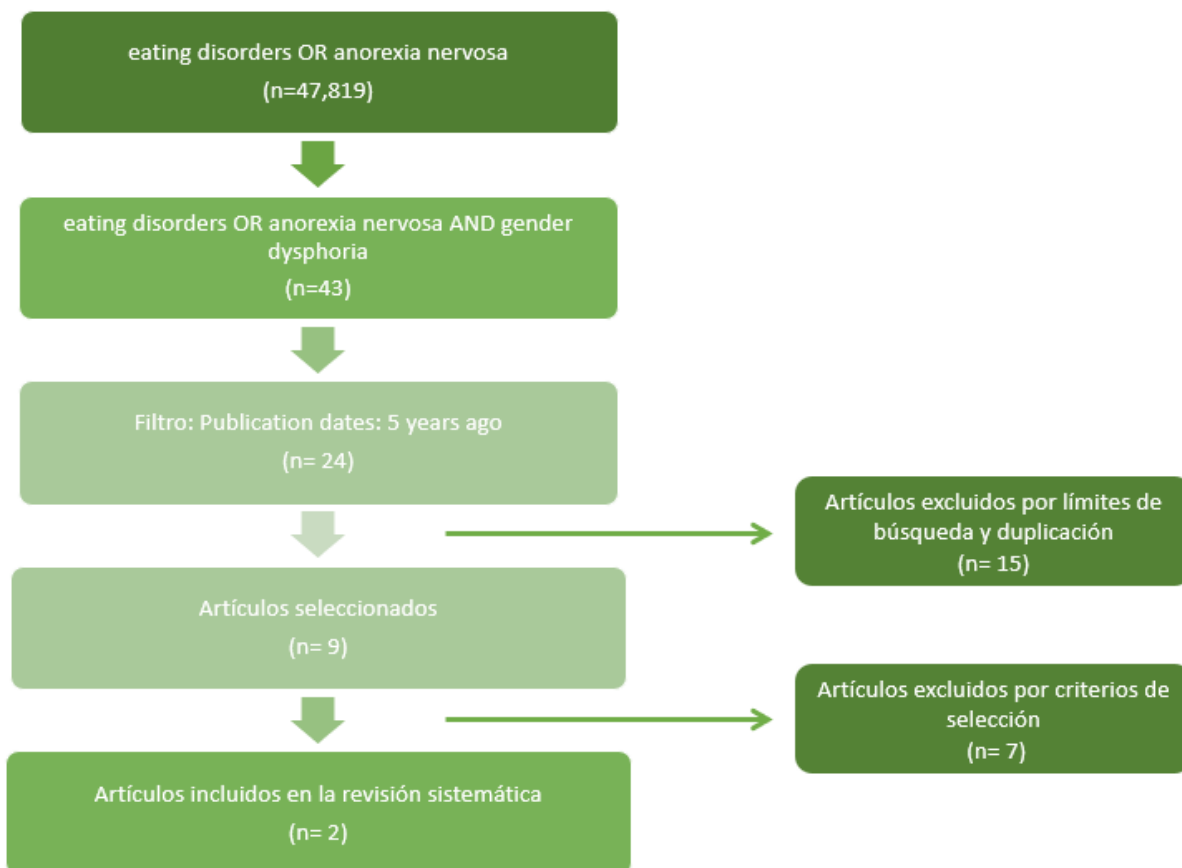 eating disorders OR anorexia nervosa
(n=47,819)
eating disorders OR anorexia nervosa AND gender
dysphoria
(n=43)
Filtro: Publication dates: 5 years ago
(n= 24)
Artículos excluidos por límites de
búsqueda y duplicación
(n= 15)
Artículos seleccionados
(n= 9)
Artículos excluidos por criterios de
selección
(n= 7)
Artículos incluidos en la revisión sistemática
(n= 2)